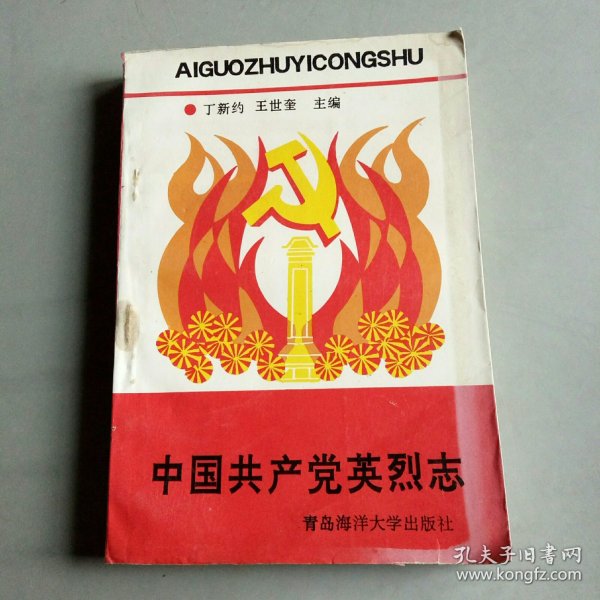 AIGUOZHUYICONGSHU
●丁新约 王世奎 主编
中国共产党英烈志
青岛海洋大学出版社
孔夫子旧书网
www.kongfz.com